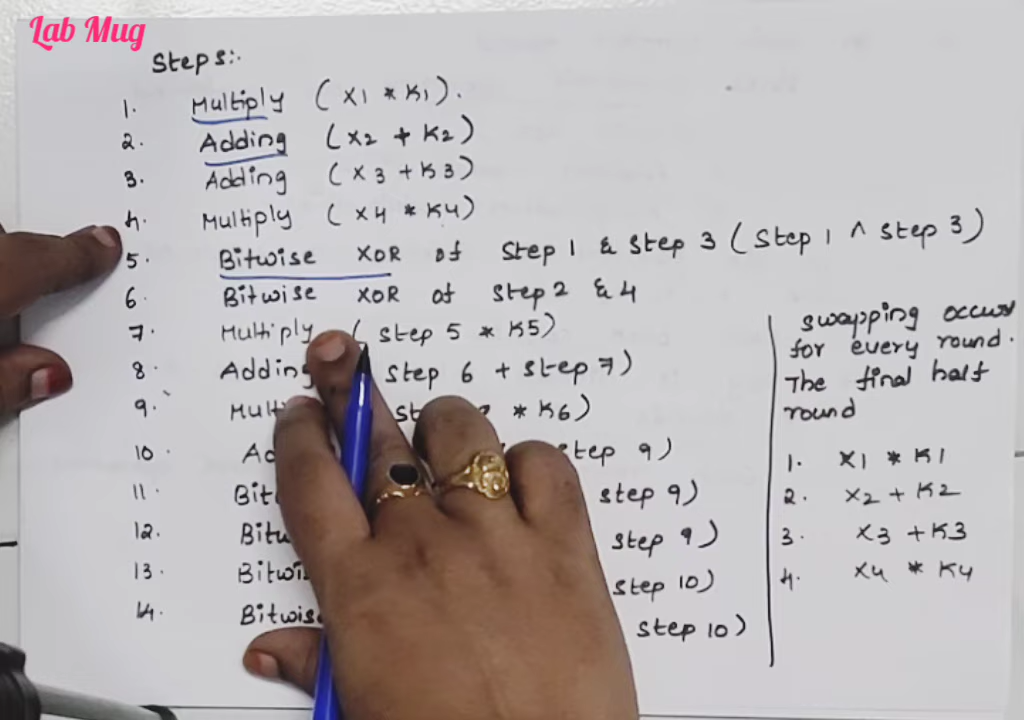 Lab Mug
Steps:.
1. Multiply (X1 * K1).
2. Adding (X2 + K2)
3. Adding (X3 + K3)
4. Multiply (X4 * K4)
5. Bitwise XOR of Step 1 & Step 3 (Step 1 ^ Step 3)
6. Bitwise XOR of Step 2 & 4
7. Multiply ( Step 5 * K5)
8. Step 6 + Step 7)
9. * K6)
10. 9)
11. step 9)
12. step 9)
13. step 10)
14. Bitwise step 10)
swapping occurs
for every round.
The final half
round
1. X1 * K1
2. X2 + K2
3. X3 + K3
4. X4 * K4